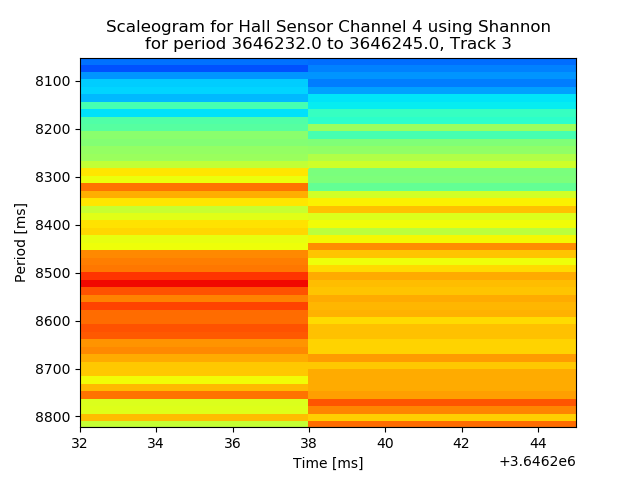 Scaleogram for Hall Sensor Channel 4 using Shannon
for period 3646232.0 to 3646245.0, Track 3
Period [ms]
8100
8200
8300
8400
8500
8600
8700
8800
32 34 36 38 40 42 44
Time [ms]
+3.6462e6